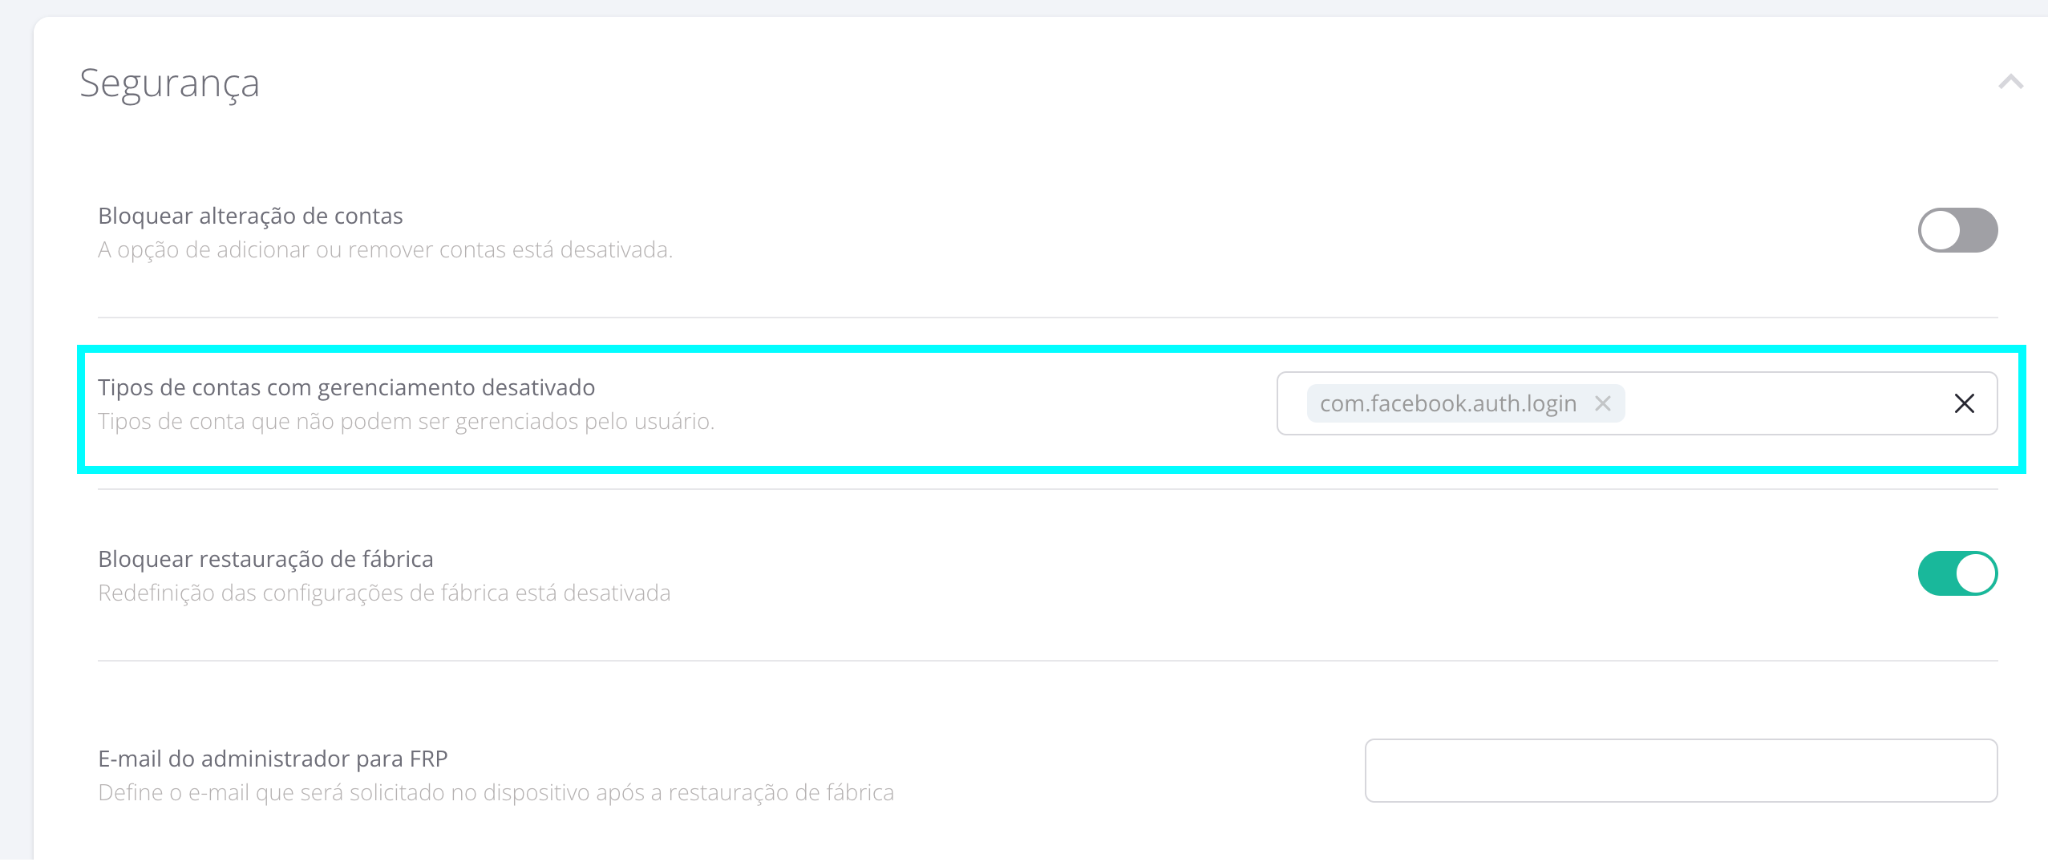 Segurança
Bloquear alteração de contas
A opção de adicionar ou remover contas está desativada.
Tipos de contas com gerenciamento desativado
Tipos de conta que não podem ser gerenciados pelo usuário.
com.facebook.auth.login
Bloquear restauração de fábrica
Redefinição das configurações de fábrica está desativada
E-mail do administrador para FRP
Define o e-mail que será solicitado no dispositivo após a restauração de fábrica